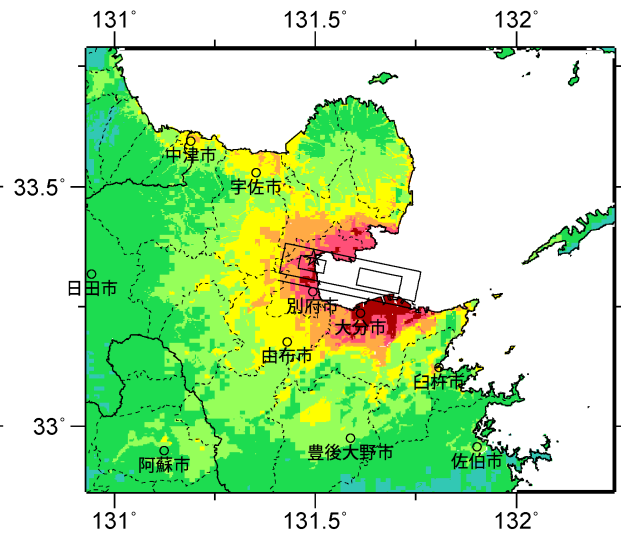 131° 131.5° 132°
中津市
33.5°
宇佐市
日田市
別府市
大分市
由布市
臼杵市
33°
豊後大野市
阿蘇市
佐伯市
131° 131.5° 132°